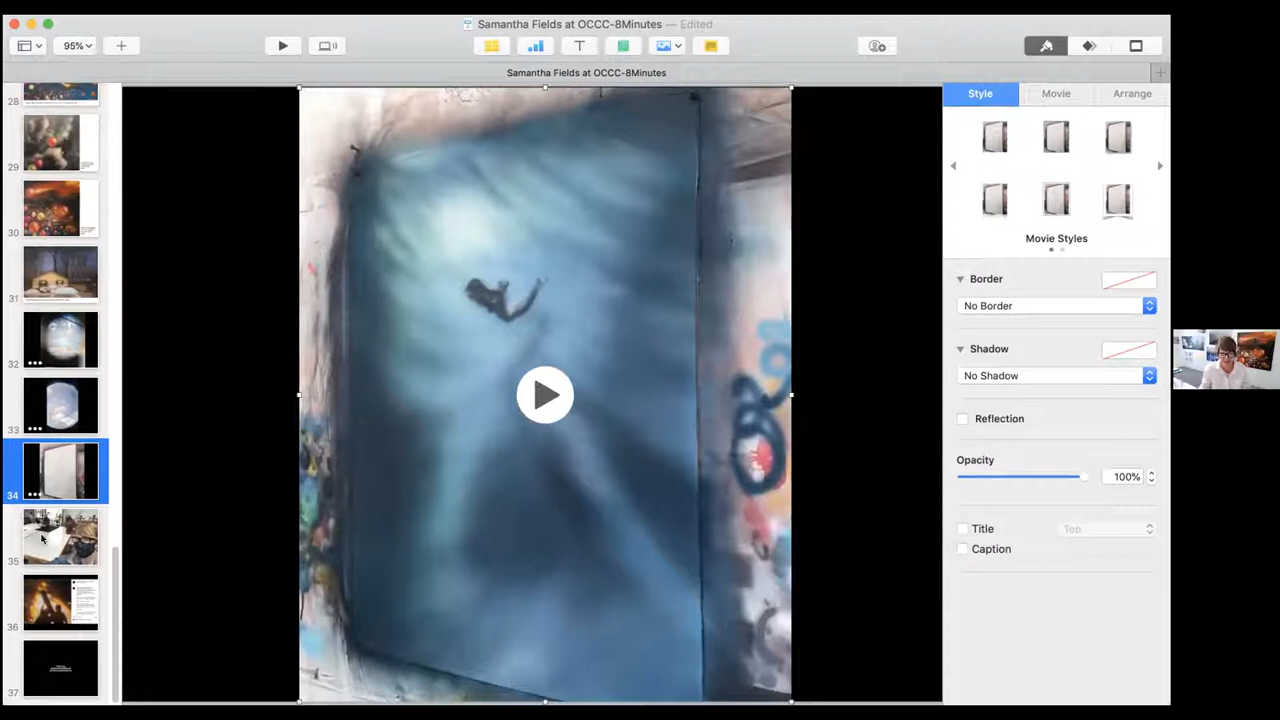 Samantha Fields at OCCC-8Minutes — Edited
95%
Samantha Fields at OCCC-8Minutes
Style
Movie
Arrange
28
29
30
31
32
33
34
35
36
37
Movie Styles
Border
No Border
Shadow
No Shadow
Reflection
Opacity
100%
Title
Top
Caption